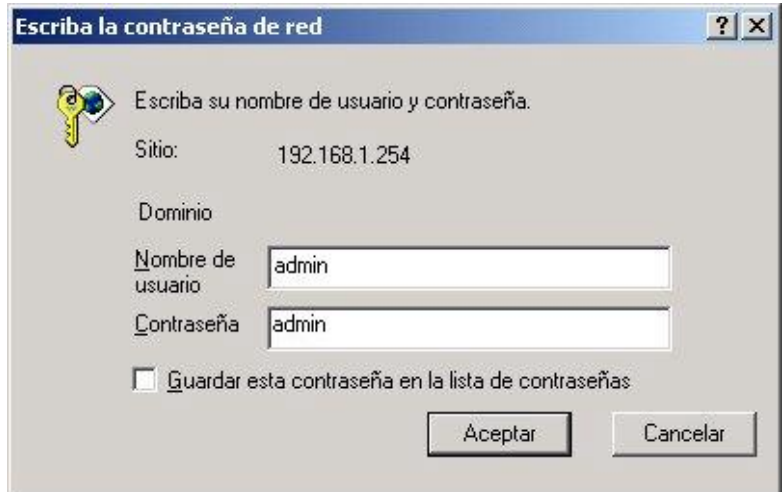 Escriba la contraseña de red
Escriba su nombre de usuario y contraseña.
Sitio: 192.168.1.254
Dominio
Nombre de
usuario
admin
Contraseña admin
Guardar esta contraseña en la lista de contraseñas
Aceptar Cancelar